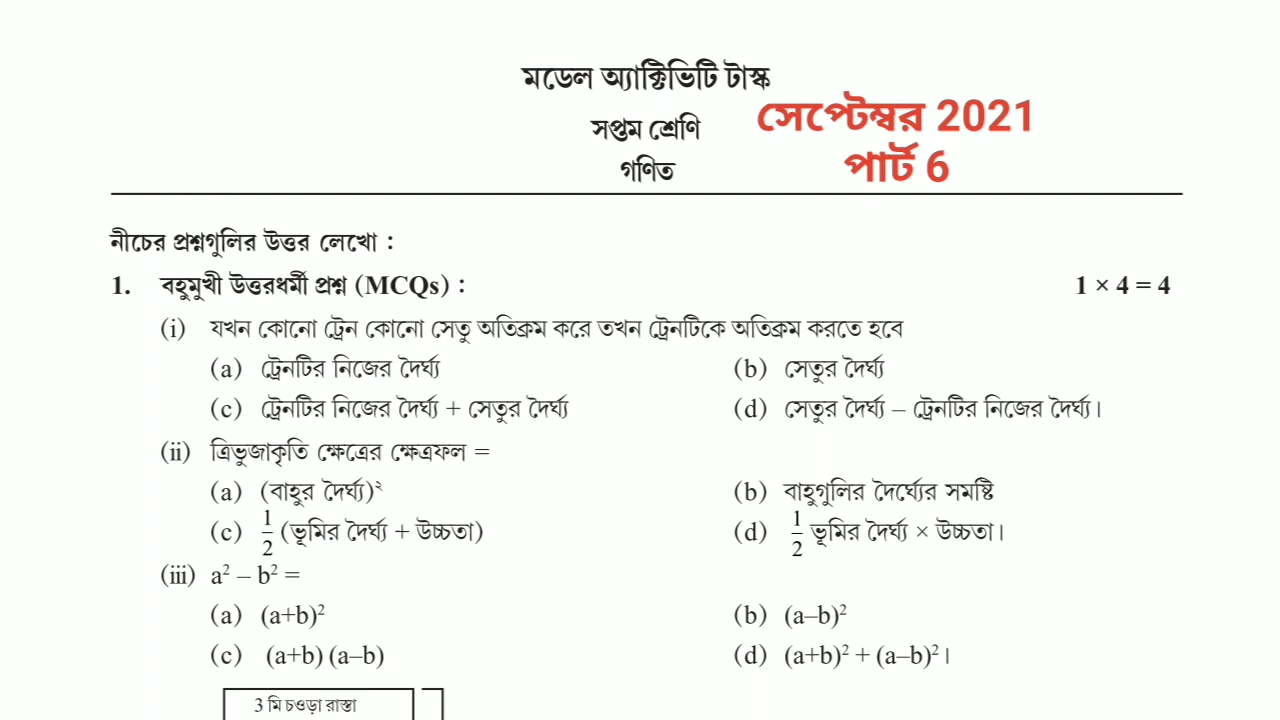 মডেল অ্যাক্টিভিটি টাস্ক
সপ্তম শ্রেণি
গণিত
সেপ্টেম্বর 2021
পার্ট 6
নীচের প্রশ্নগুলির উত্তর লেখো :
1. বহুমুখী উত্তরধর্মী প্রশ্ন (MCQs) : 1 × 4 = 4
(i) যখন কোনো ট্রেন কোনো সেতু অতিক্রম করে তখন ট্রেনটিকে অতিক্রম করতে হবে
(a) ট্রেনটির নিজের দৈর্ঘ্য (b) সেতুর দৈর্ঘ্য
(c) ট্রেনটির নিজের দৈর্ঘ্য + সেতুর দৈর্ঘ্য (d) সেতুর দৈর্ঘ্য – ট্রেনটির নিজের দৈর্ঘ্য।
(ii) ত্রিভুজাকৃতি ক্ষেত্রের ক্ষেত্রফল =
(a) (বাহুর দৈর্ঘ্য)² (b) বাহুগুলির দৈর্ঘ্যের সমষ্টি
(c) 1/2 (ভূমির দৈর্ঘ্য + উচ্চতা) (d) 1/2 ভূমির দৈর্ঘ্য × উচ্চতা।
(iii) a² – b² =
(a) (a+b)² (b) (a–b)²
(c) (a+b) (a–b) (d) (a+b)² + (a–b)²।
3 মি চওড়া রাস্তা